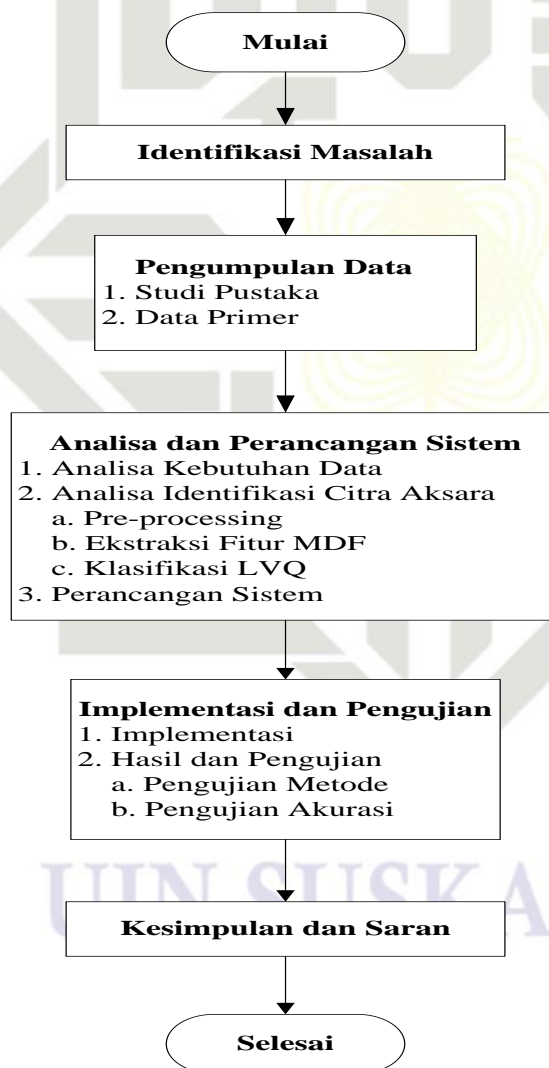 Mulai
Identifikasi Masalah
Pengumpulan Data
1. Studi Pustaka
2. Data Primer
Analisa dan Perancangan Sistem
1. Analisa Kebutuhan Data
2. Analisa Identifikasi Citra Aksara
a. Pre-processing
b. Ekstraksi Fitur MDF
c. Klasifikasi LVQ
3. Perancangan Sistem
Implementasi dan Pengujian
1. Implementasi
2. Hasil dan Pengujian
a. Pengujian Metode
b. Pengujian Akurasi
UIN SUSKA
Kesimpulan dan Saran
Selesai